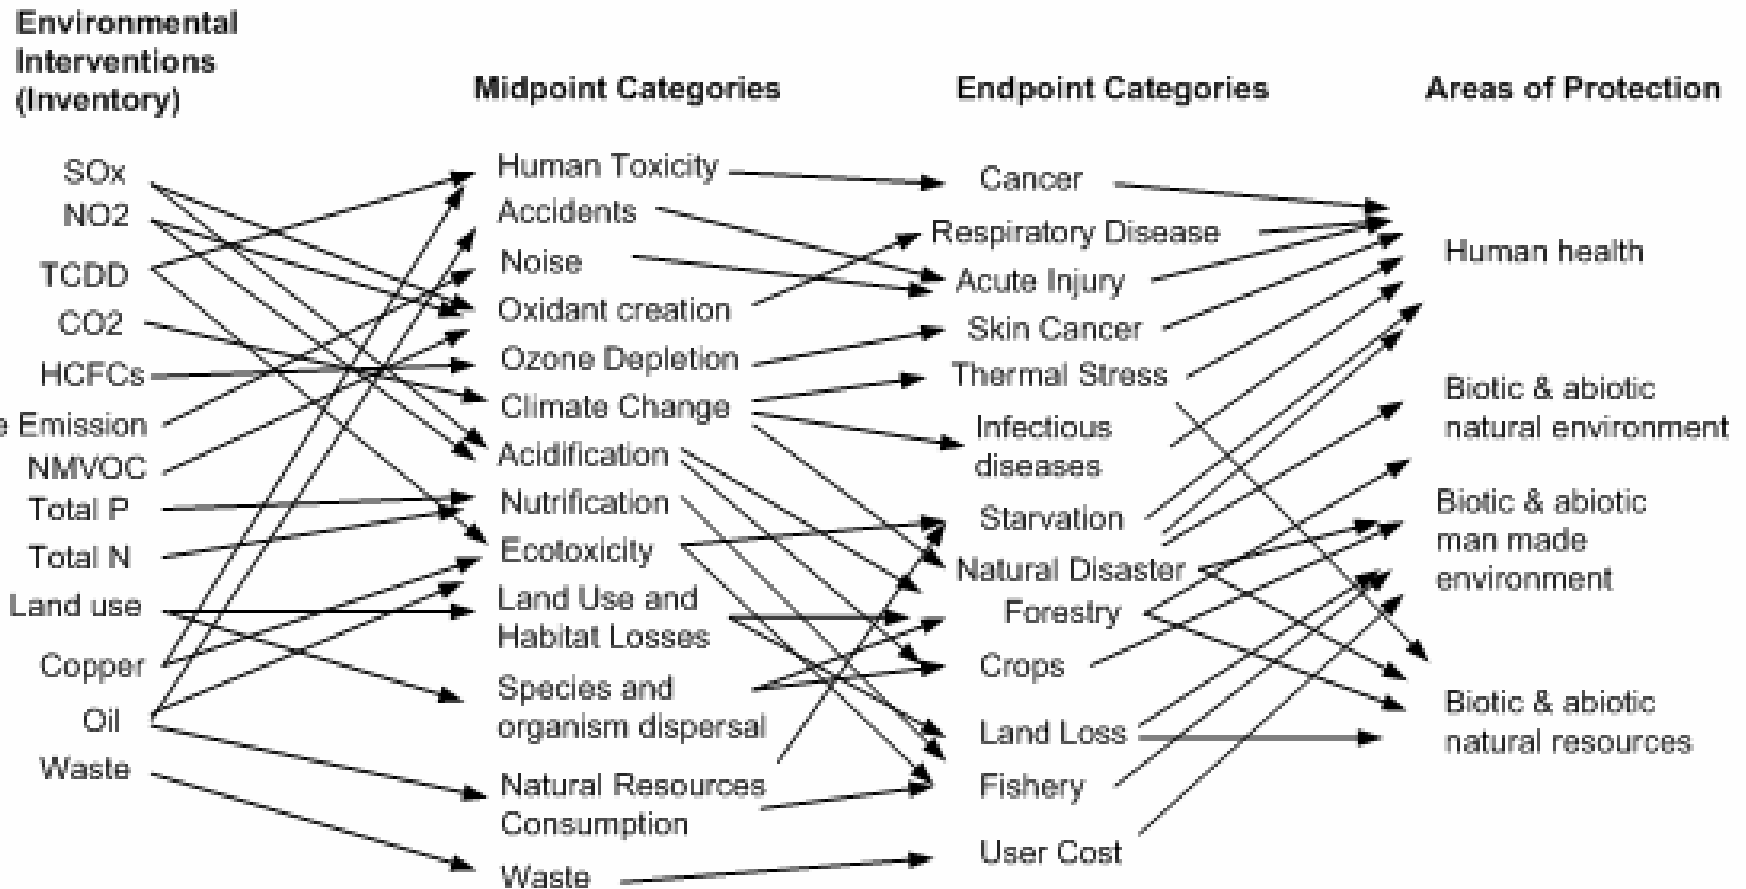 Environmental
Interventions
(Inventory)
Midpoint Categories
Endpoint Categories
Areas of Protection
SOx
NO2
TCDD
CO2
HCFCs
e Emission
NMVOC
Total P
Total N
Land use
Copper
Oil
Waste
Human Toxicity
Accidents
Noise
Oxidant creation
Ozone Depletion
Climate Change
Acidification
Nutrification
Ecotoxicity
Land Use and
Habitat Losses
Species and
organism dispersal
Natural Resources
Consumption
Waste
Cancer
Respiratory Disease
Acute Injury
Skin Cancer
Thermal Stress
Infectious
diseases
Starvation
Natural Disaster
Forestry
Crops
Land Loss
Fishery
User Cost
Human health
Biotic & abiotic
natural environment
Biotic & abiotic
man made
environment
Biotic & abiotic
natural resources